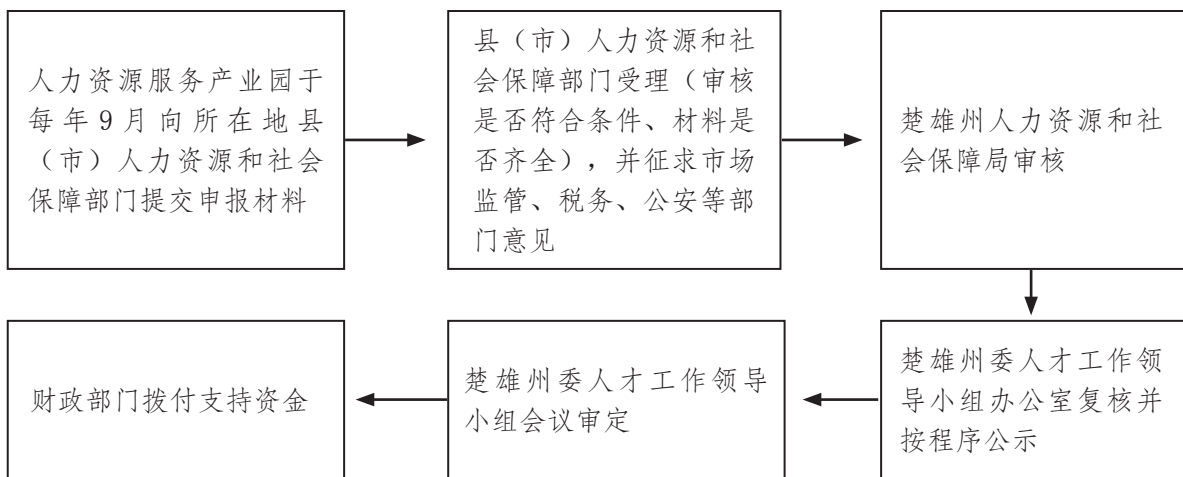 人力资源服务产业园于
每年9月向所在地县
（市）人力资源和社会
保障部门提交申报材料
县（市）人力资源和社
会保障部门受理（审核
是否符合条件、材料是
否齐全），并征求市场
监管、税务、公安等部
门意见
楚雄州人力资源和社
会保障局审核
楚雄州委人才工作领
导小组办公室复核并
按程序公示
楚雄州委人才工作领导
小组会议审定
财政部门拨付支持资金